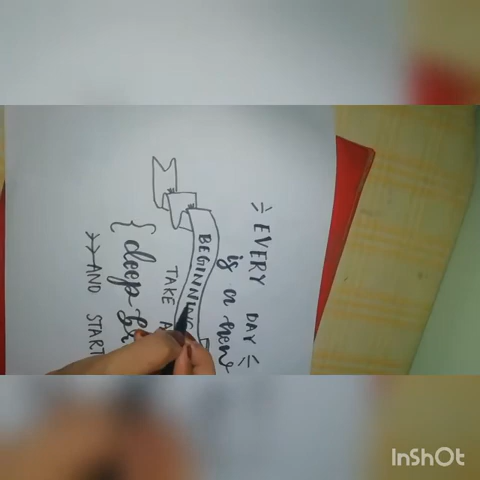 EVERY DAY
is a new
BEGINNING
TAKE A
deep
AND START
InShOt